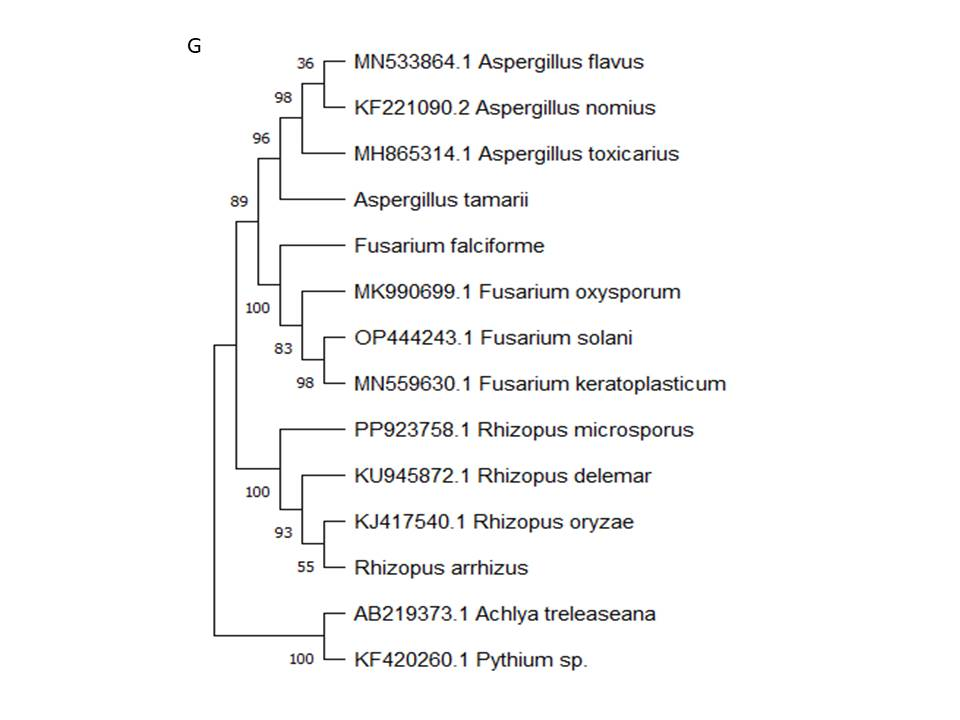 G
36
MN533864.1 Aspergillus flavus
98
KF221090.2 Aspergillus nomius
96
MH865314.1 Aspergillus toxicarius
89
Aspergillus tamarii
Fusarium falciforme
100
MK990699.1 Fusarium oxysporum
83
OP444243.1 Fusarium solani
98
MN559630.1 Fusarium keratoplasticum
PP923758.1 Rhizopus microsporus
100
KU945872.1 Rhizopus delemar
93
KJ417540.1 Rhizopus oryzae
55
Rhizopus arrhizus
AB219373.1 Achlya treleaseana
100
KF420260.1 Pythium sp.